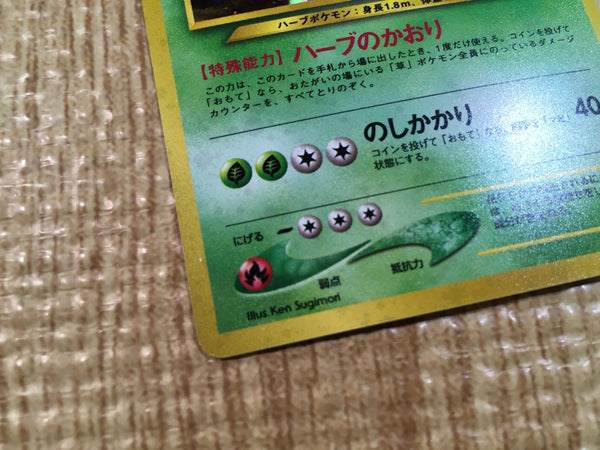 ハーブポケモン：身長1.8m、体重
【特殊能力】ハーブのかおり
この力は、このカードを手札から場に出したとき、1度だけ使える。コインを投げて
「おもて」なら、おたがいの場にいる「草」ポケモン全員にのっているダメージ
カウンターを、すべてとりのぞく。
のしかかり 40
コインを投げて「おもて」なら、
状態にする。
にげる
弱点
抵抗力
Illus. Ken Sugimori